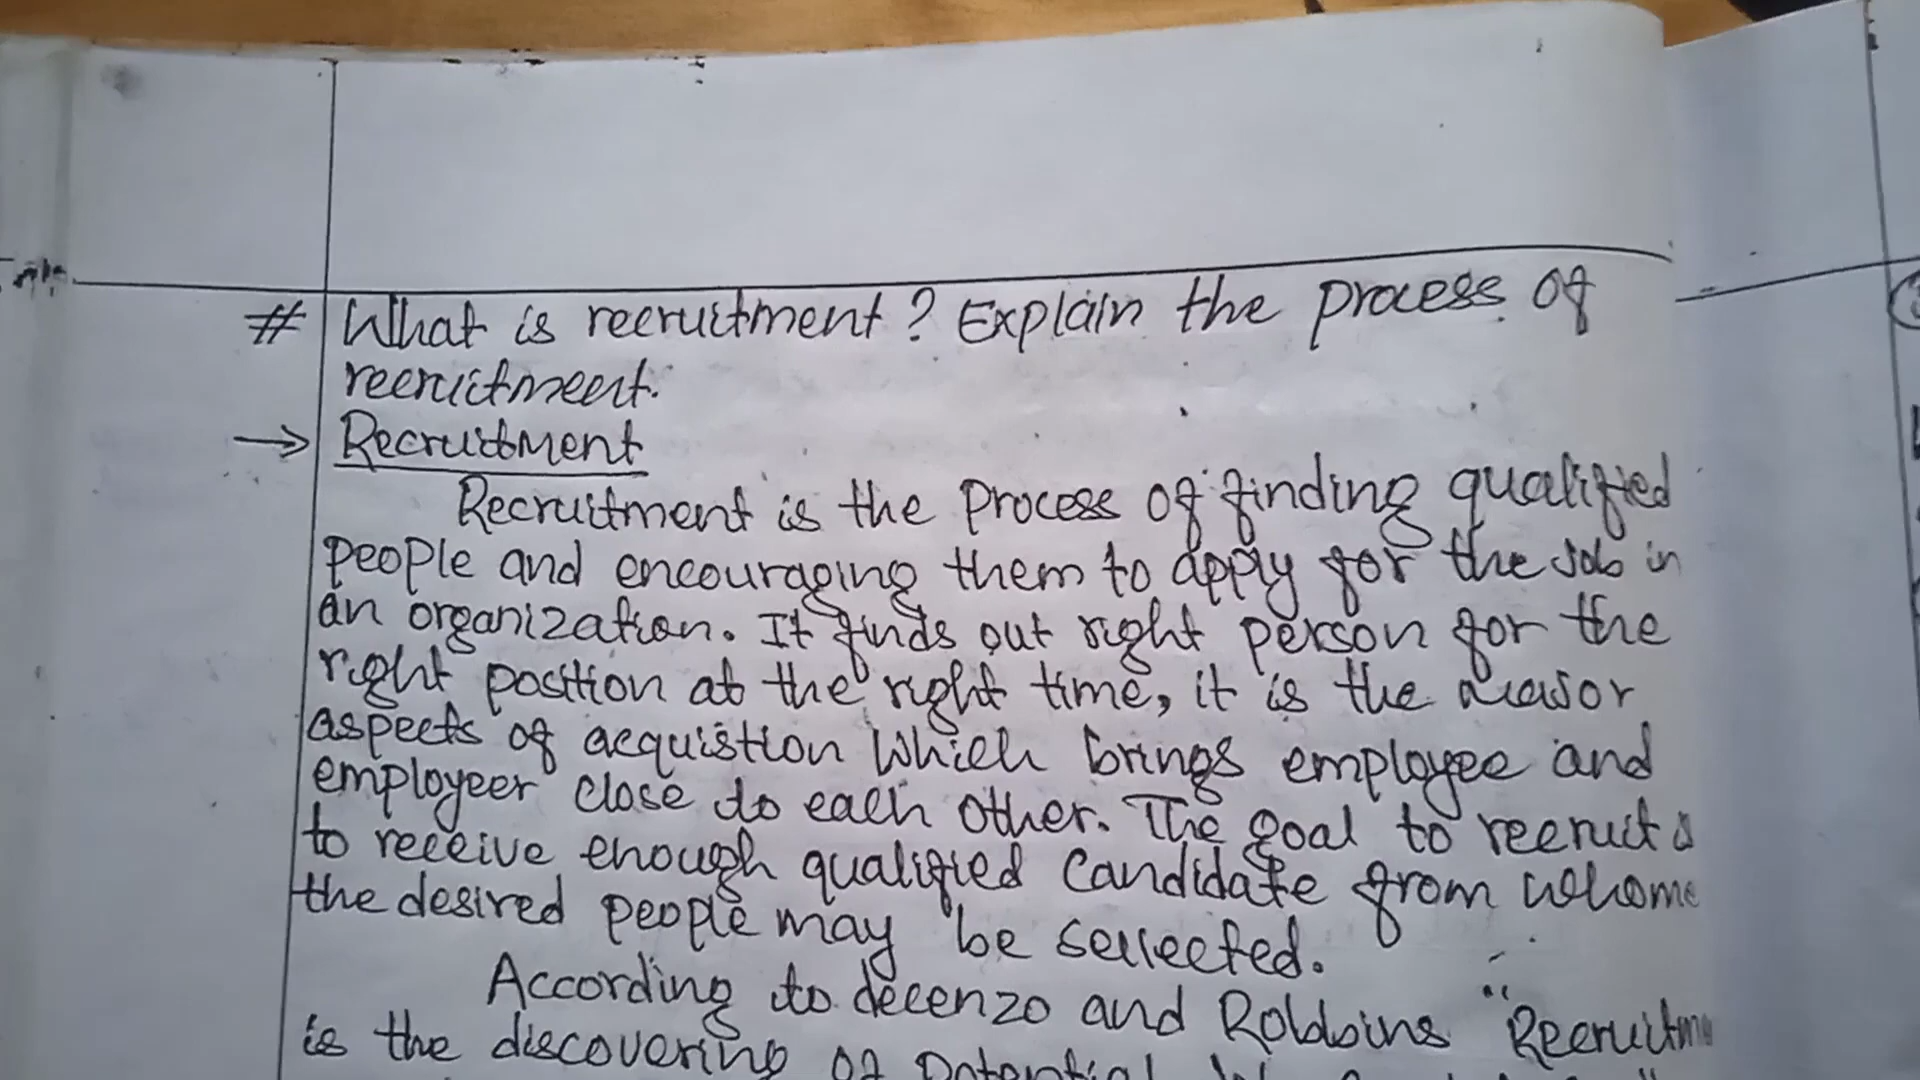 # What is recruitment? Explain the process of
recruitment.
→ Recruitment
Recruitment is the process of finding qualified
people and encouraging them to apply for the job in
an organization. It finds out right person for the
right position at the right time, it is the
aspects of acquistion which brings employee and
employeer close to each other. The goal to recruit is
to receive enough qualified candidate from whome
the desired people may be sellected.
According to decenzo and Robbins "Recruitm
is the discovering of potential